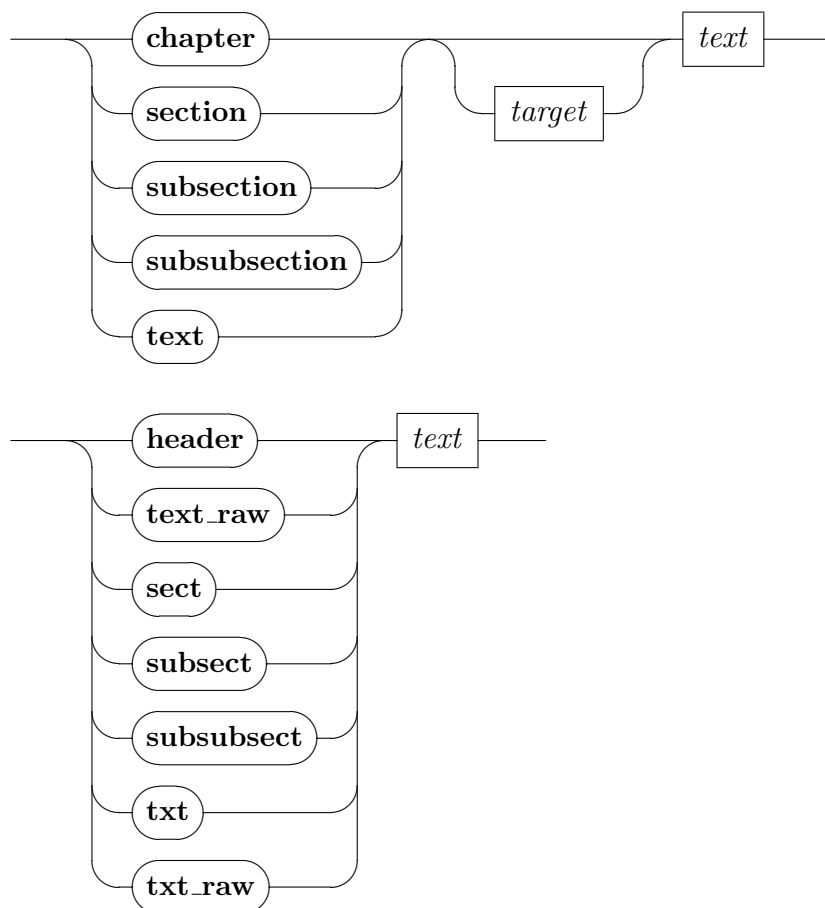 chapter text
section target
subsection
subsubsection
text
header text
text_raw
sect
subsect
subsubsect
txt
txt_raw